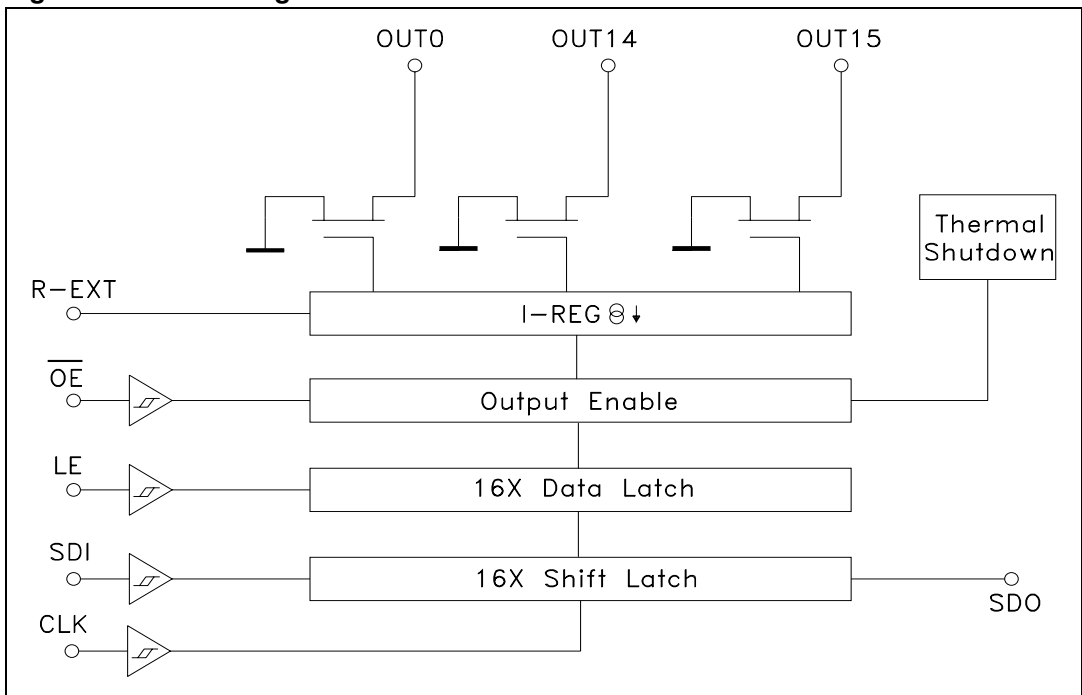 OUT0 OUT14 OUT15
Thermal
Shutdown
R-EXT
I-REG
OE
Output Enable
LE
16X Data Latch
SDI
16X Shift Latch
SDO
CLK